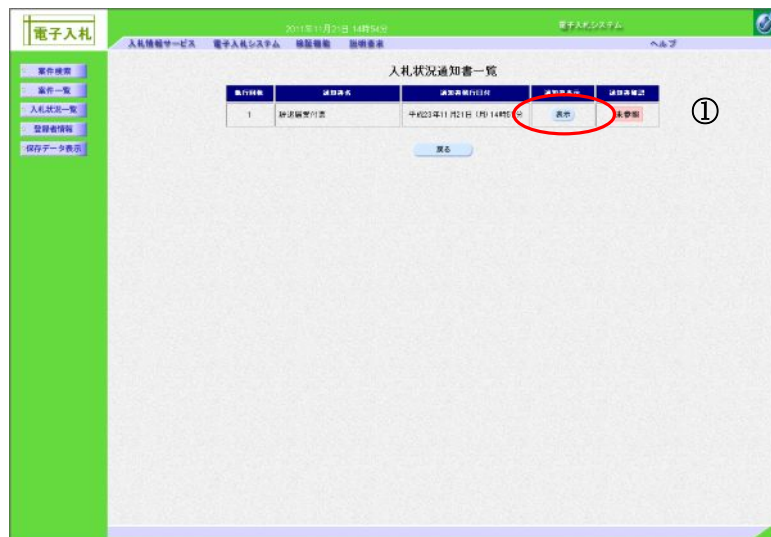 電子入札
2011年11月21日 14時54分
電子入札システム
入札情報サービス 電子入札システム 検証機能 説明要求 ヘルプ
案件検索
案件一覧
入札状況一覧
登録者情報
保存データ表示
入札状況通知書一覧
執行回数 通知書名 通知書発行日付 通知書表示 通知書確認
1 辞退届受付票 平成23年11月21日 (月) 14時 分 表示 未参照
①
戻る